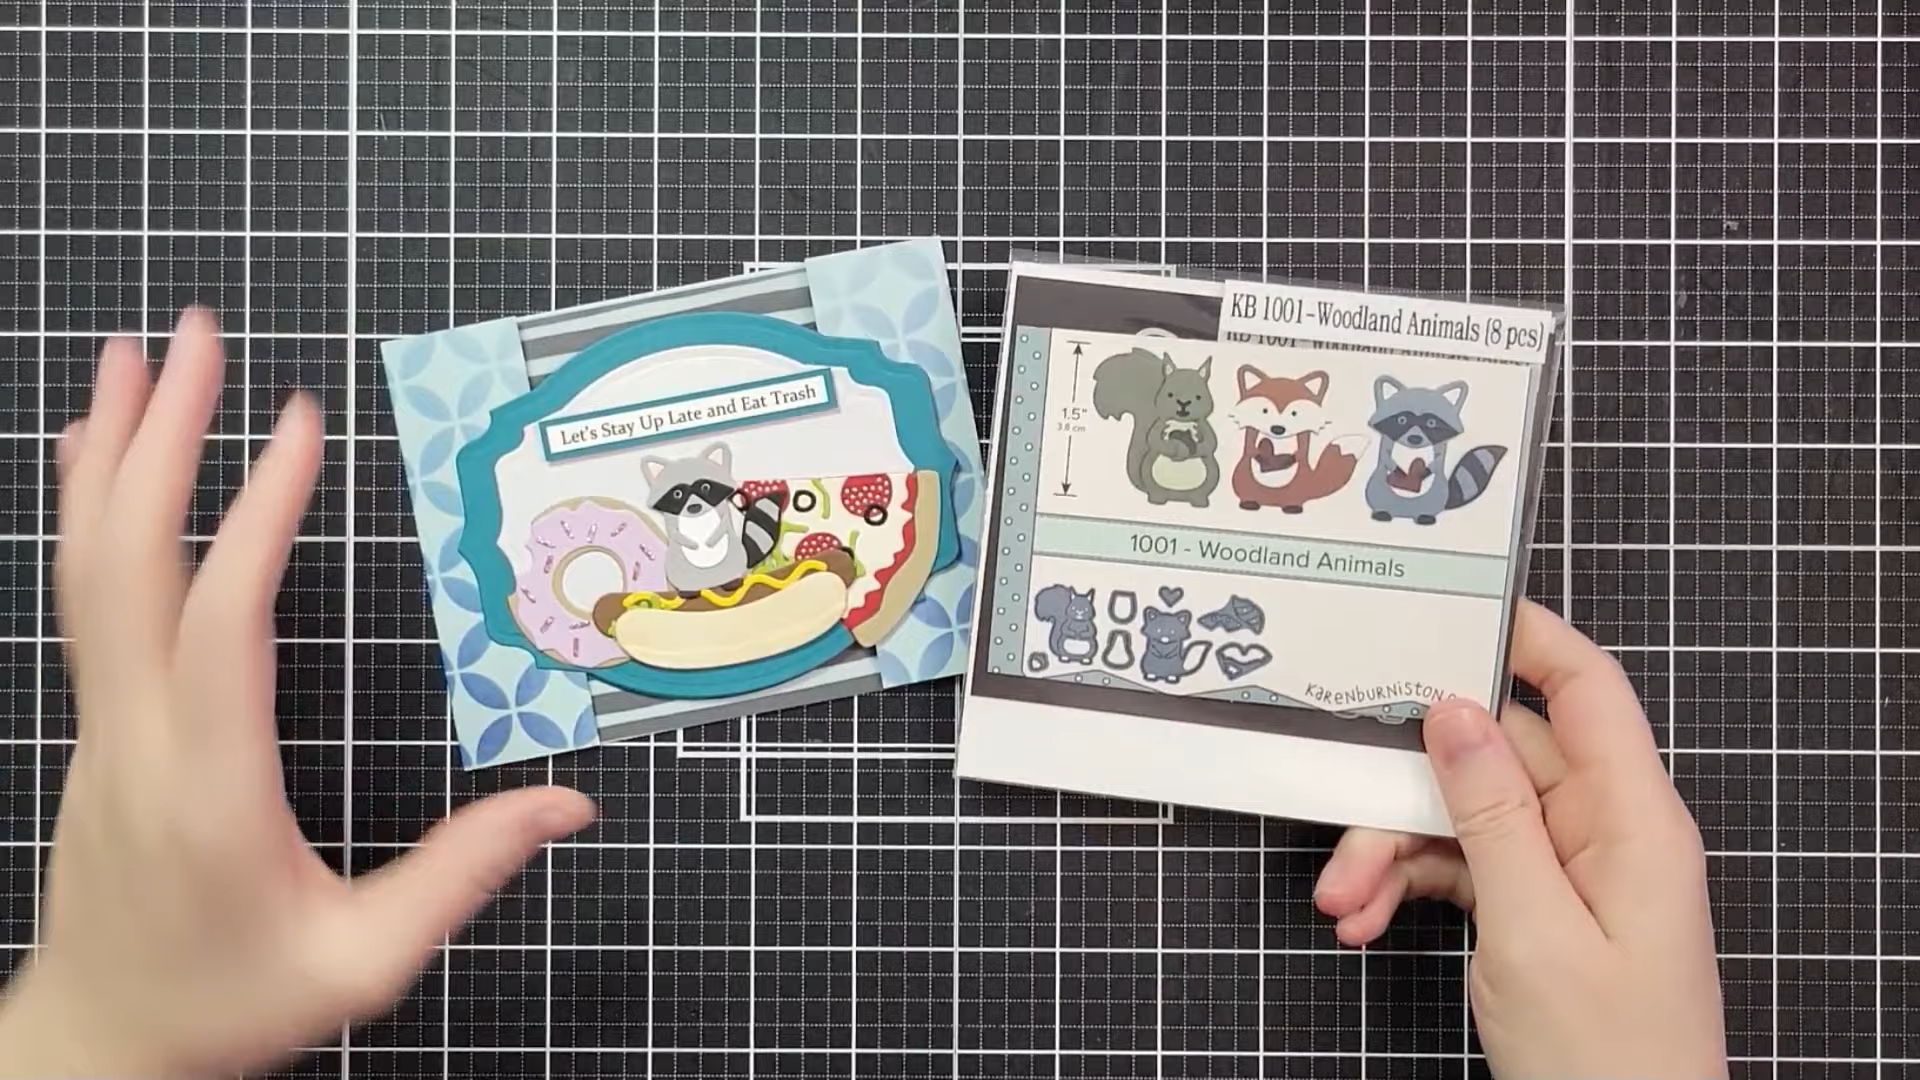 Let's Stay Up Late and Eat Trash
KB 1001-Woodland Animals (8 pcs)
1.5"
3.8 cm
1001 - Woodland Animals
KarenBurniston